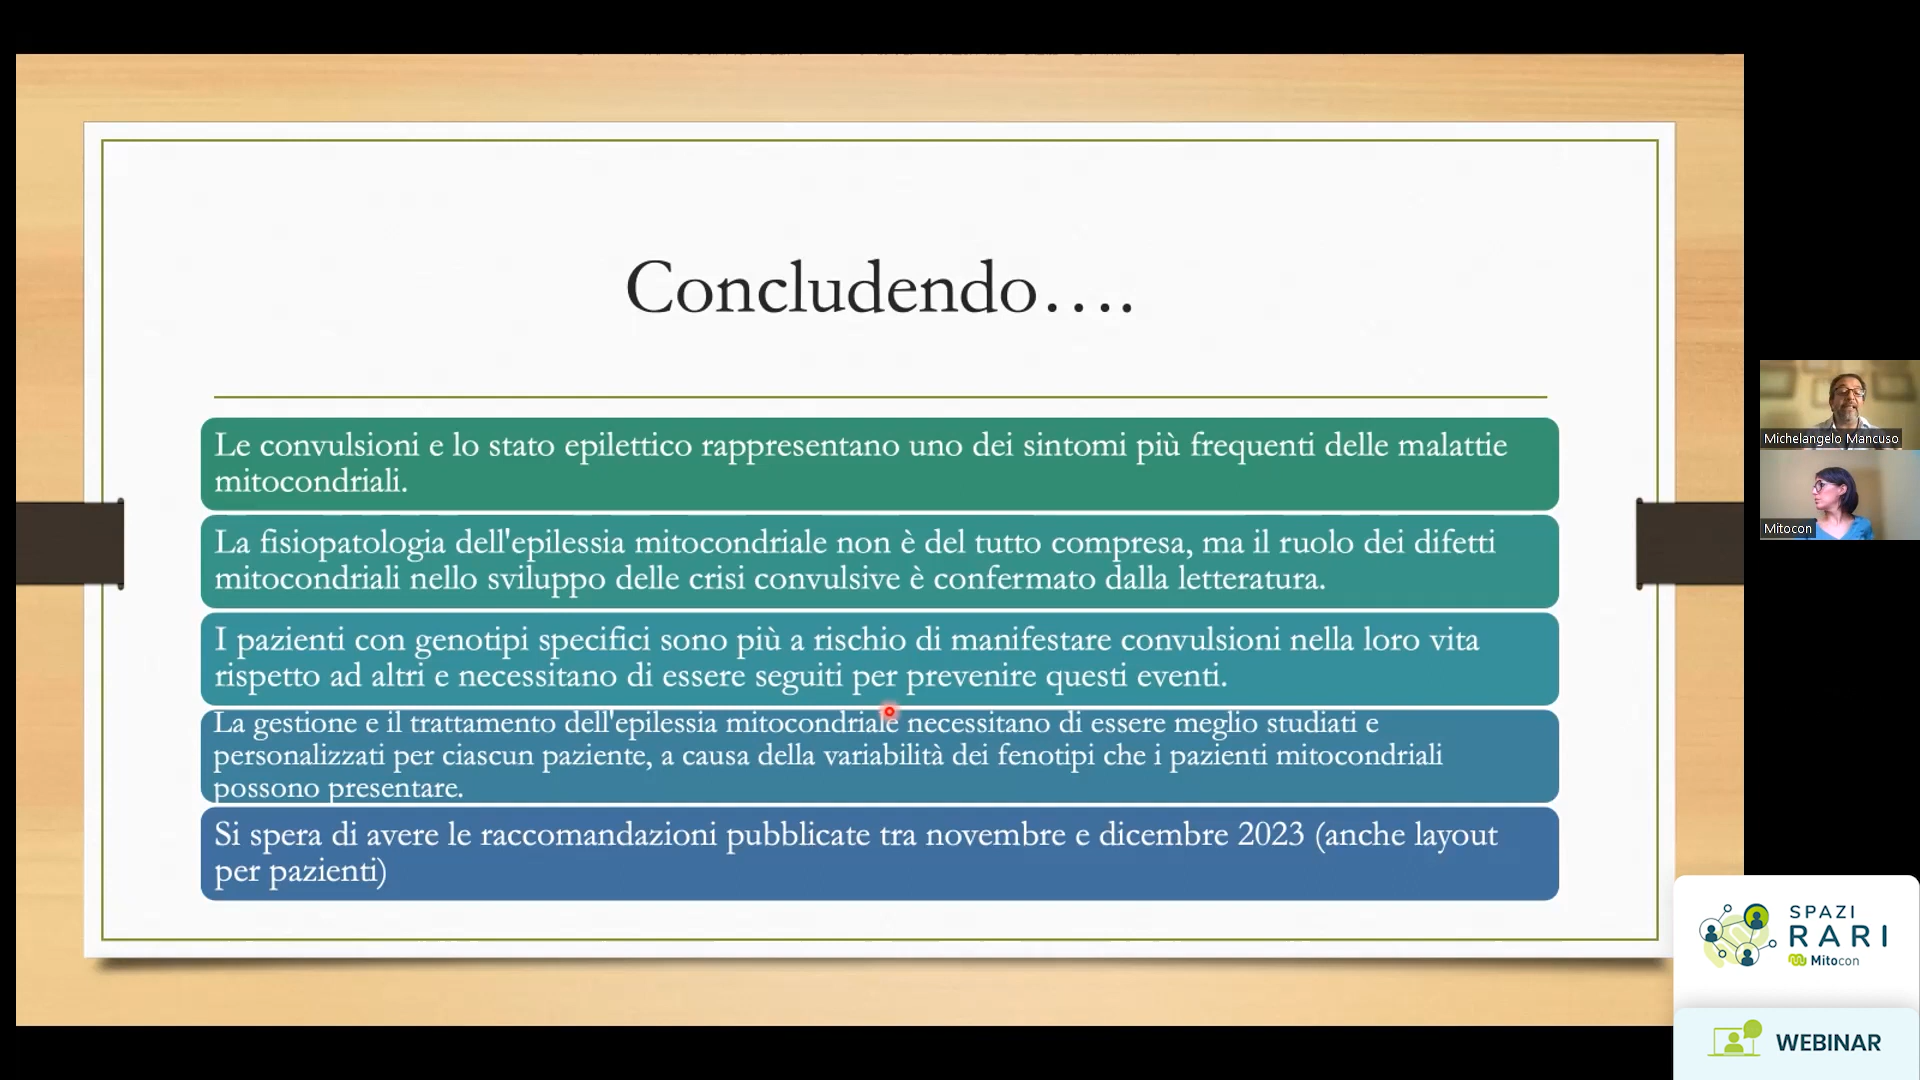 Concludendo….
Le convulsioni e lo stato epilettico rappresentano uno dei sintomi più frequenti delle malattie
mitocondriali.
La fisiopatologia dell'epilessia mitocondriale non è del tutto compresa, ma il ruolo dei difetti
mitocondriali nello sviluppo delle crisi convulsive è confermato dalla letteratura.
I pazienti con genotipi specifici sono più a rischio di manifestare convulsioni nella loro vita
rispetto ad altri e necessitano di essere seguiti per prevenire questi eventi.
La gestione e il trattamento dell'epilessia mitocondriale necessitano di essere meglio studiati e
personalizzati per ciascun paziente, a causa della variabilità dei fenotipi che i pazienti mitocondriali
possono presentare.
Si spera di avere le raccomandazioni pubblicate tra novembre e dicembre 2023 (anche layout
per pazienti)
Michelangelo Mancuso
Mitocon
SPAZI
RARI
Mitocon
WEBINAR